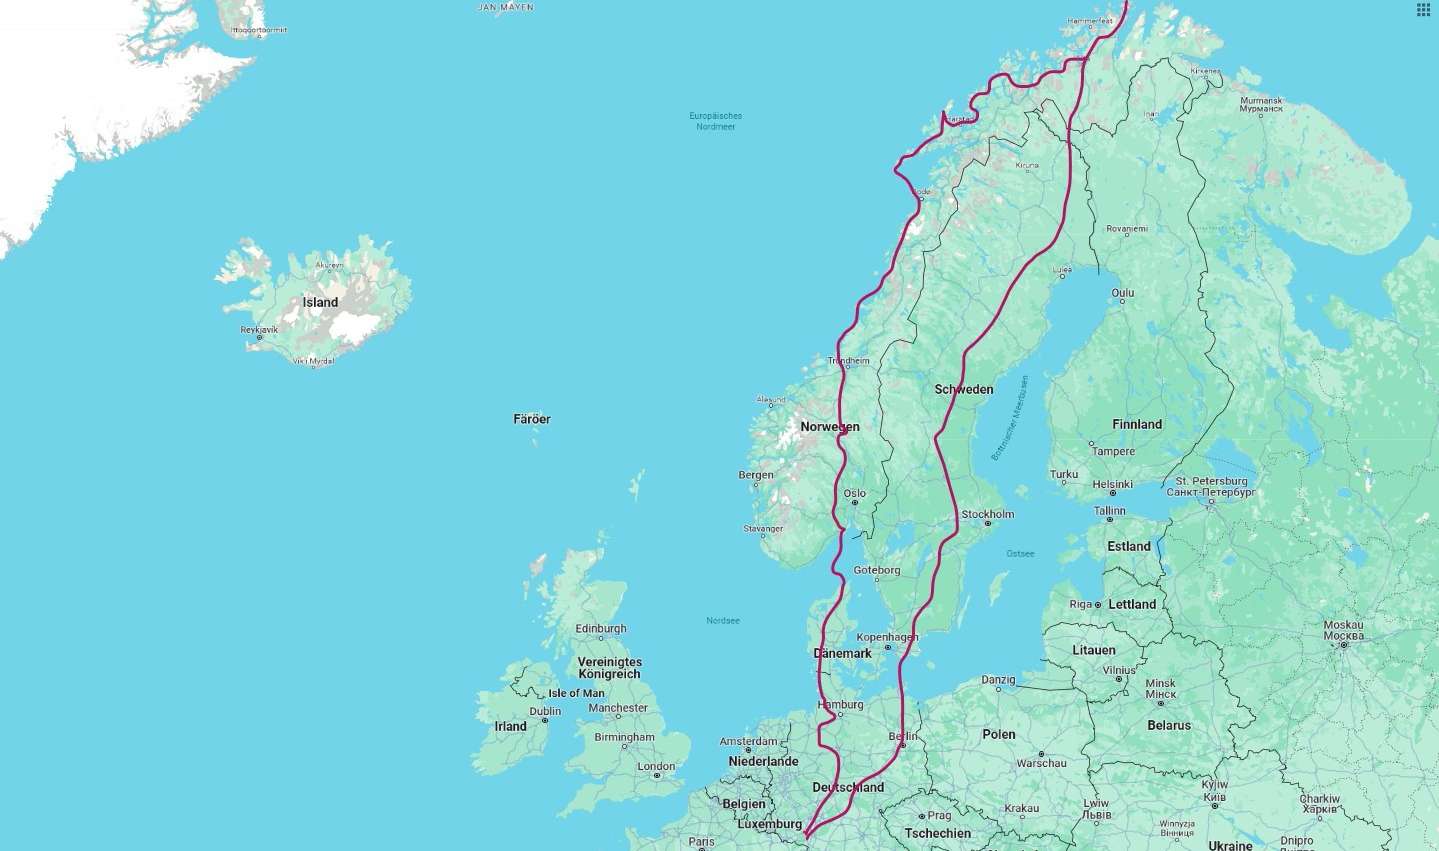 JAN MAYEN
Ittoqqortoormiit
Hammerfest
Kirkenes
Murmansk
Мурманск
Europäisches
Nordmeer
Harstad
Inari
Kiruna
Bodø
Rovaniemi
Akureyri
Luleå
Island
Oulu
Reykjavík
Vík í Mýrdal
Trondheim
Schweden
Ålesund
Bottnischer Meerbusen
Färöer
Norwegen
Finnland
Tampere
Bergen
Turku
Helsinki
St. Petersburg
Санкт-Петербург
Oslo
Tallinn
Stockholm
Stavanger
Estland
Ostsee
Göteborg
Riga
Lettland
Nordsee
Edinburgh
Kopenhagen
Moskau
Москва
Dänemark
Litauen
Vereinigtes
Königreich
Vilnius
Danzig
Minsk
Мінск
Isle of Man
Hamburg
Dublin
Manchester
Irland
Belarus
Birmingham
Amsterdam
Berlin
Polen
Niederlande
Warschau
London
Deutschland
Kyjiw
Київ
Belgien
Krakau
Lwiw
Львів
Charkiw
Харків
Prag
Luxemburg
Tschechien
Winnyzja
Вінниця
Paris
Ukraine
Dnipro